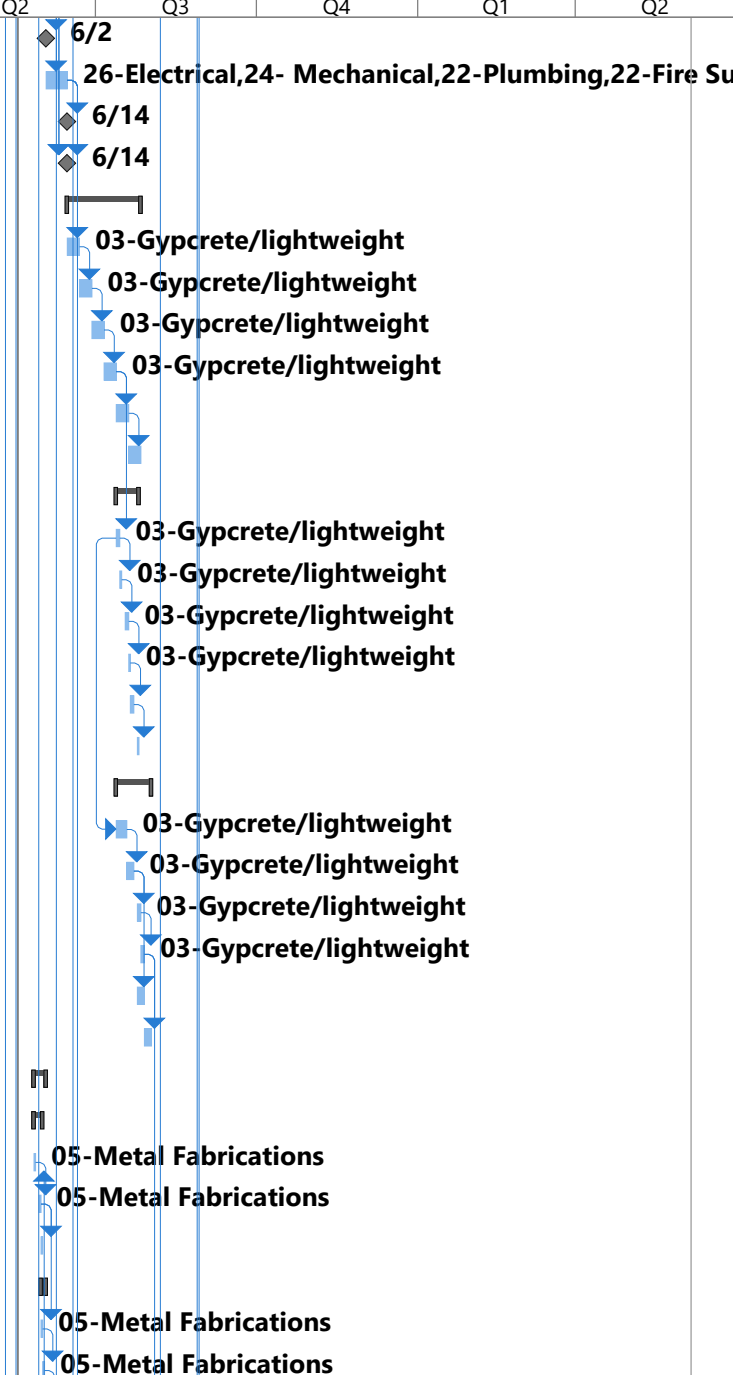 Q2 Q3 Q4 Q1 Q2
6/2
26-Electrical,24- Mechanical,22-Plumbing,22-Fire Su
6/14
6/14
03-Gypcrete/lightweight
03-Gypcrete/lightweight
03-Gypcrete/lightweight
03-Gypcrete/lightweight
03-Gypcrete/lightweight
03-Gypcrete/lightweight
03-Gypcrete/lightweight
03-Gypcrete/lightweight
03-Gypcrete/lightweight
03-Gypcrete/lightweight
03-Gypcrete/lightweight
03-Gypcrete/lightweight
05-Metal Fabrications
05-Metal Fabrications
05-Metal Fabrications
05-Metal Fabrications